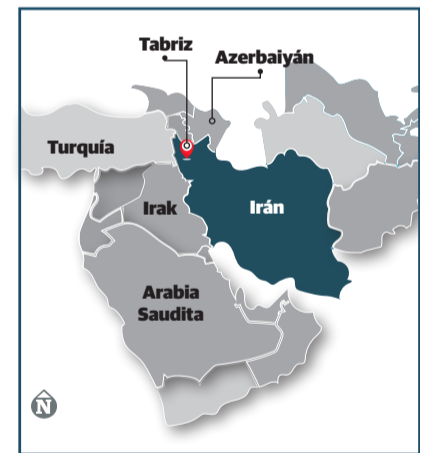 Tabriz
Azerbaiyán
Turquía
Irak
Irán
Arabia
Saudita
N